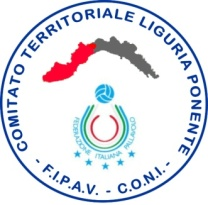 COMITATO TERRITORIALE LIGURIA PONENTE
- F.I.P.A.V. - C.O.N.I. -
FEDERAZIONE ITALIANA PALLAVOLO